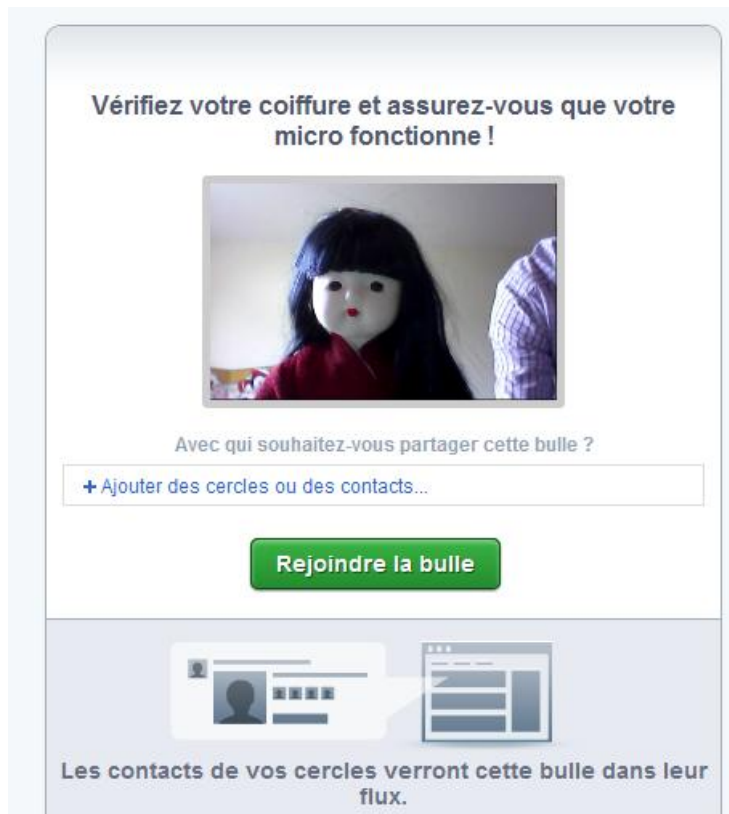 Vérifiez votre coiffure et assurez-vous que votre
micro fonctionne !
Avec qui souhaitez-vous partager cette bulle ?
+ Ajouter des cercles ou des contacts...
Rejoindre la bulle
Les contacts de vos cercles verront cette bulle dans leur
flux.